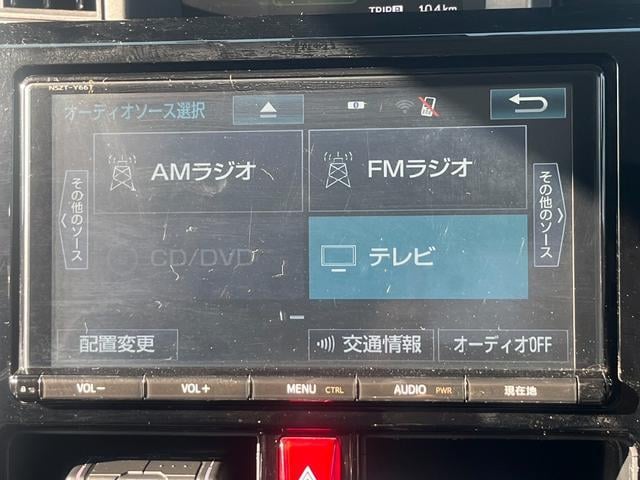 TRIP B 104 km
NSZT-Y66T
オーディオソース選択
AMラジオ
FMラジオ
その他のソース
その他のソース
CD/DVD
テレビ
配置変更
交通情報
オーディオOFF
VOL−
VOL+
MENU CTRL
AUDIO PWR
現在地